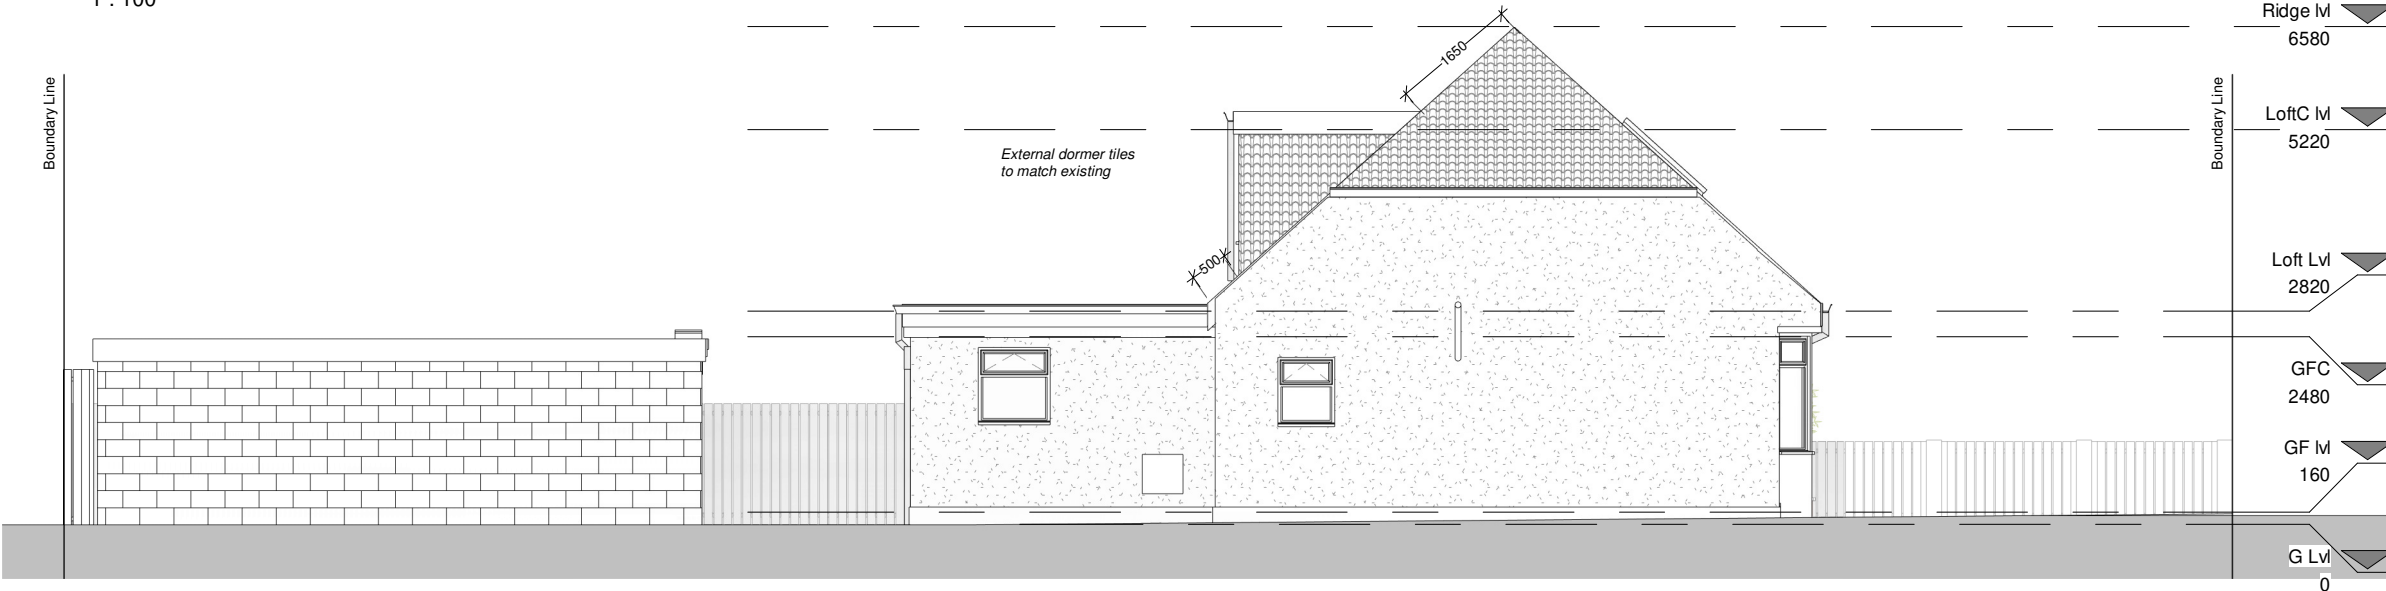 1 : 100
Ridge lvl
6580
1650
Boundary Line
Boundary Line
LoftC lvl
5220
External dormer tiles
to match existing
500
Loft Lvl
2820
GFC
2480
GF lvl
160
G Lvl
0